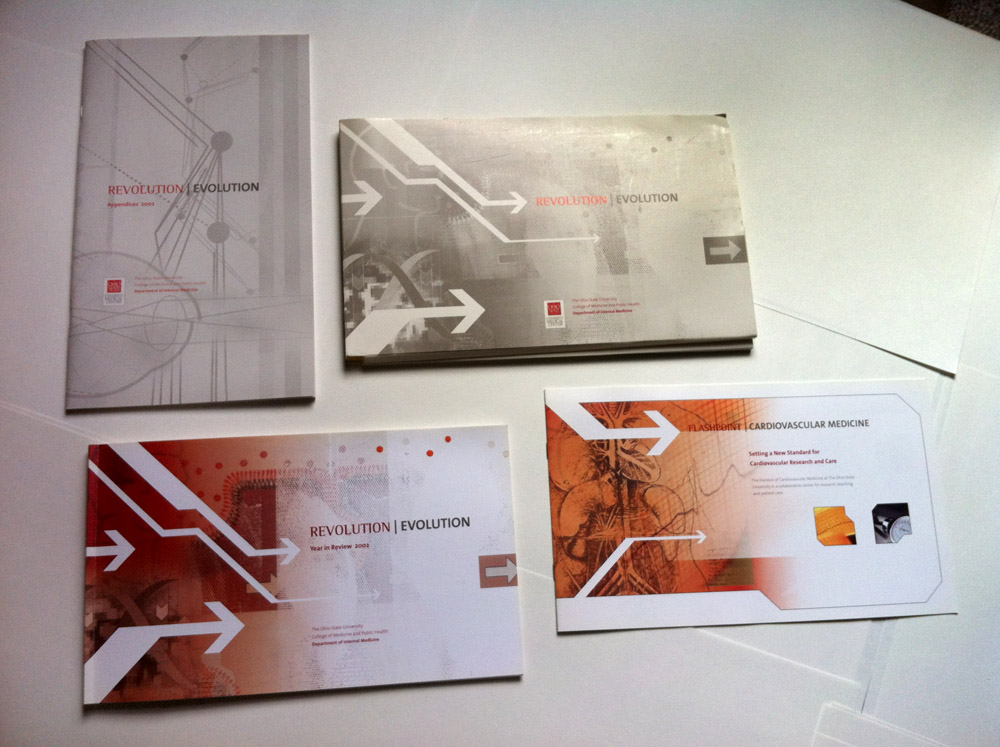 REVOLUTION | EVOLUTION
Appendices 2002
The Ohio State University
College of Medicine and Public Health
Department of Internal Medicine
REVOLUTION | EVOLUTION
The Ohio State University
College of Medicine and Public Health
Department of Internal Medicine
REVOLUTION | EVOLUTION
Year in Review 2002
The Ohio State University
College of Medicine and Public Health
Department of Internal Medicine
FLASHPOINT | CARDIOVASCULAR MEDICINE
Setting a New Standard for
Cardiovascular Research and Care
The Division of Cardiovascular Medicine at The Ohio State
University is a collaborative center for research, teaching
and patient care.